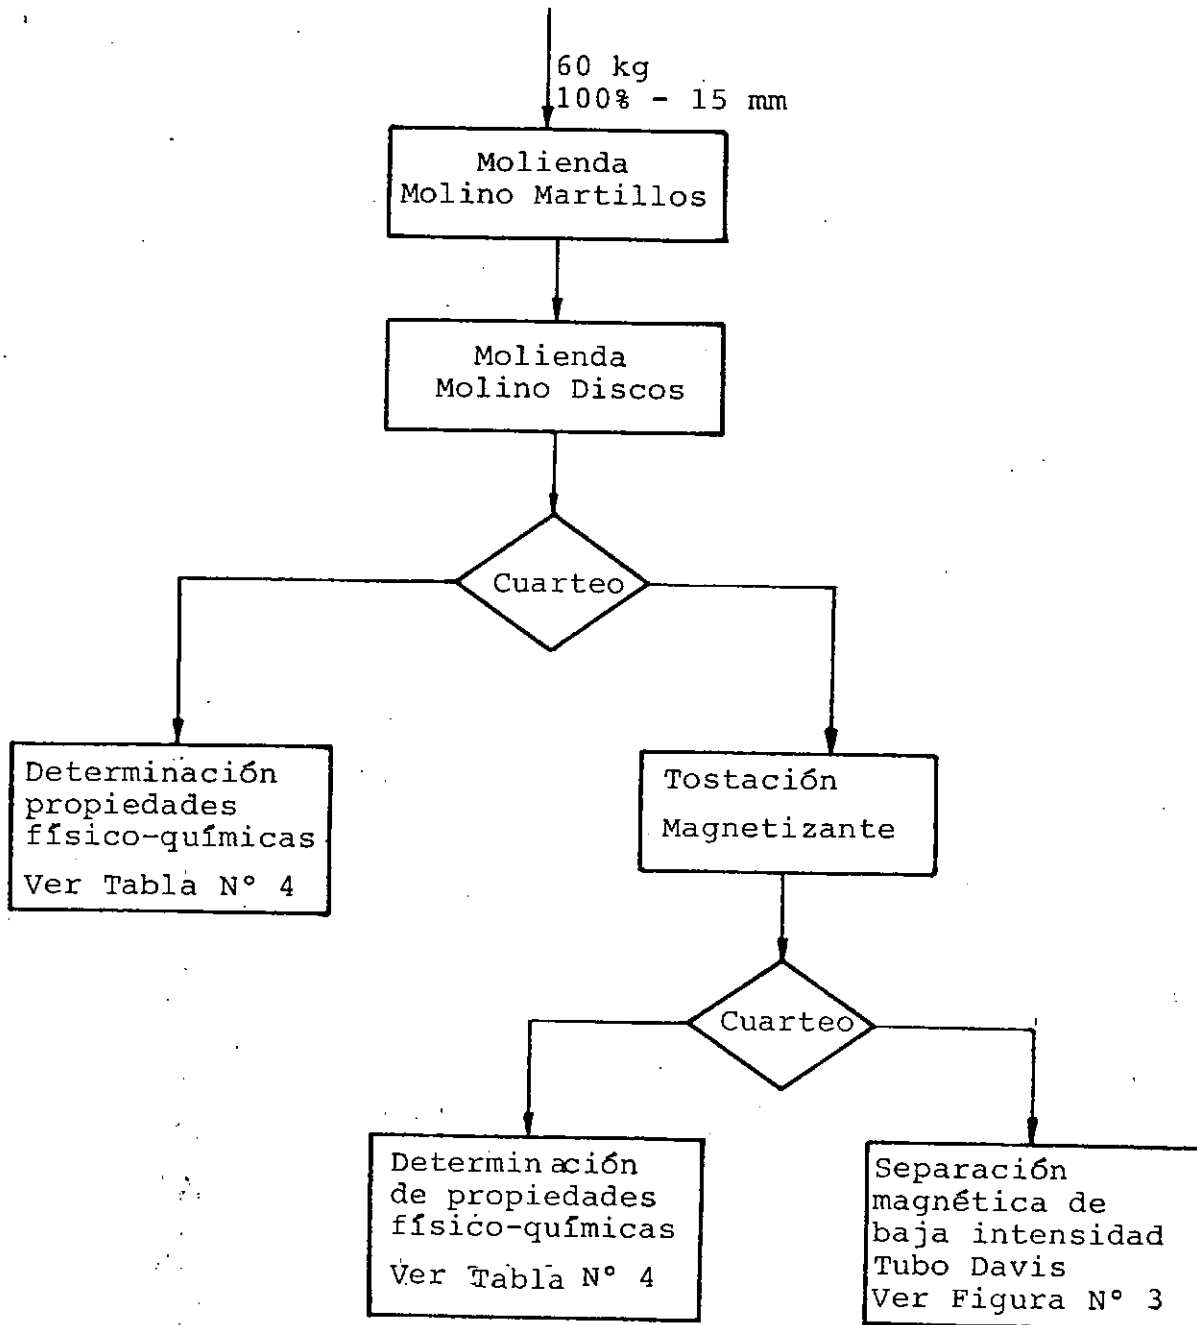 60 kg
100% - 15 mm
Molienda
Molino Martillos
Molienda
Molino Discos
Cuarteo
Determinación
propiedades
físico-químicas
Ver Tabla N° 4
Tostación
Magnetizante
Cuarteo
Determinación
de propiedades
físico-químicas
Ver Tabla N° 4
Separación
magnética de
baja intensidad
Tubo Davis
Ver Figura N° 3